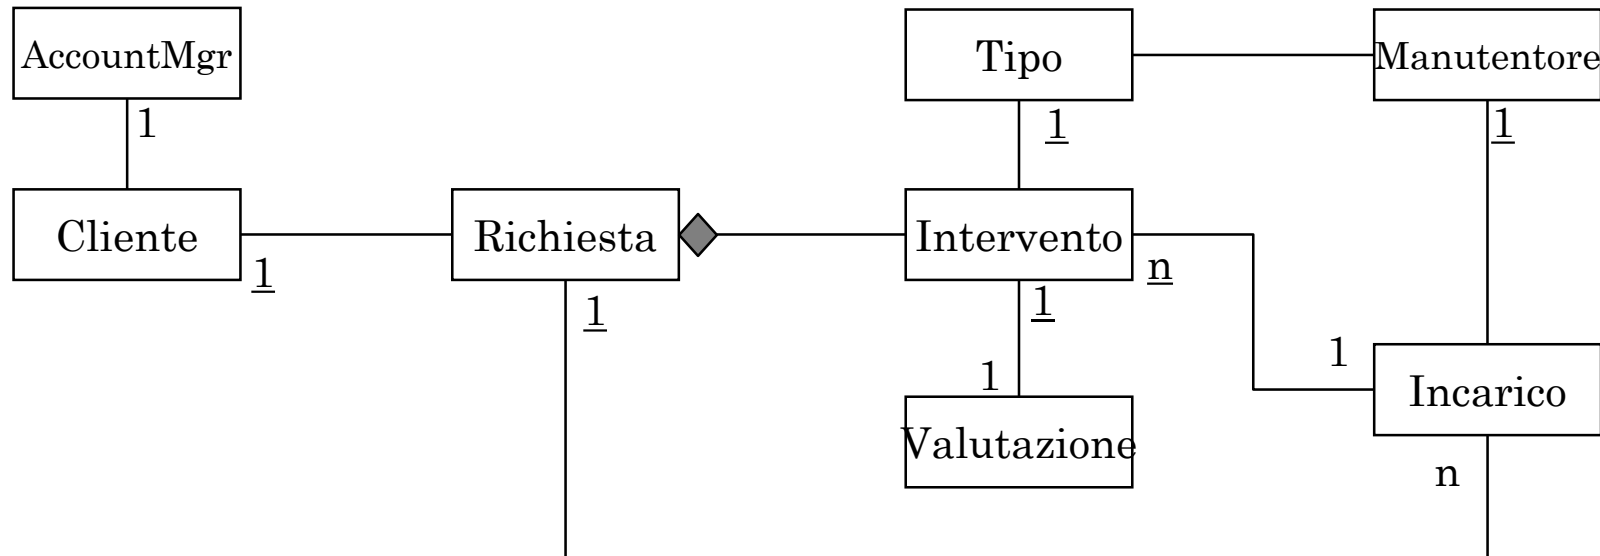 AccountMgr
Tipo
Manutentore
1
1
1
Cliente
Richiesta
Intervento
1
n
1
1
1
1
Incarico
Valutazione
n